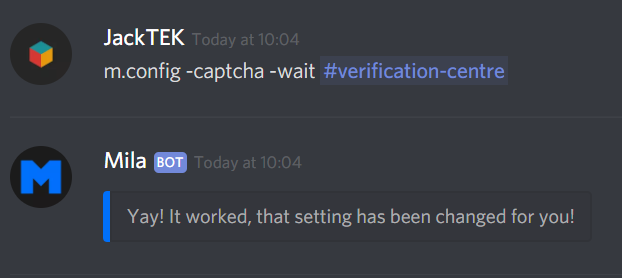 JackTEK Today at 10:04
m.config -captcha -wait #verification-centre
Mila BOT Today at 10:04
M
Yay! It worked, that setting has been changed for you!